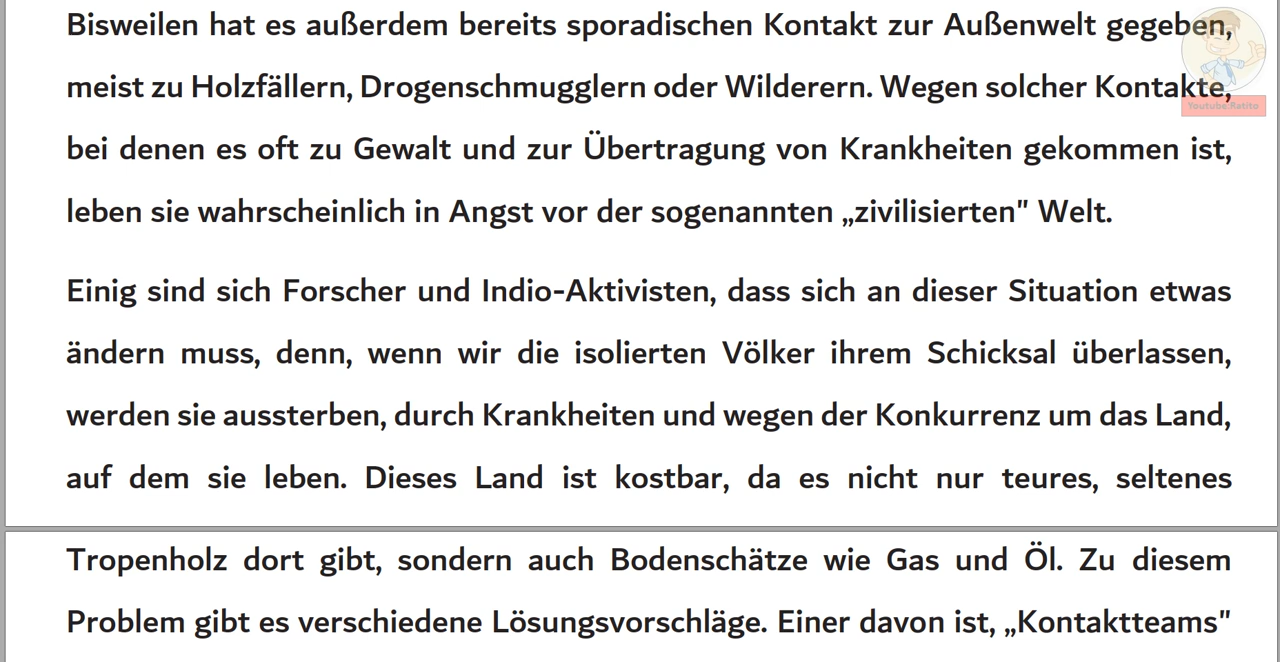 Bisweilen hat es außerdem bereits sporadischen Kontakt zur Außenwelt gegeben,
meist zu Holzfällern, Drogenschmugglern oder Wilderern. Wegen solcher Kontakte,
Youtube:Ratito
bei denen es oft zu Gewalt und zur Übertragung von Krankheiten gekommen ist,
leben sie wahrscheinlich in Angst vor der sogenannten „zivilisierten" Welt.
Einig sind sich Forscher und Indio-Aktivisten, dass sich an dieser Situation etwas
ändern muss, denn, wenn wir die isolierten Völker ihrem Schicksal überlassen,
werden sie aussterben, durch Krankheiten und wegen der Konkurrenz um das Land,
auf dem sie leben. Dieses Land ist kostbar, da es nicht nur teures, seltenes
Tropenholz dort gibt, sondern auch Bodenschätze wie Gas und Öl. Zu diesem
Problem gibt es verschiedene Lösungsvorschläge. Einer davon ist, „Kontaktteams"